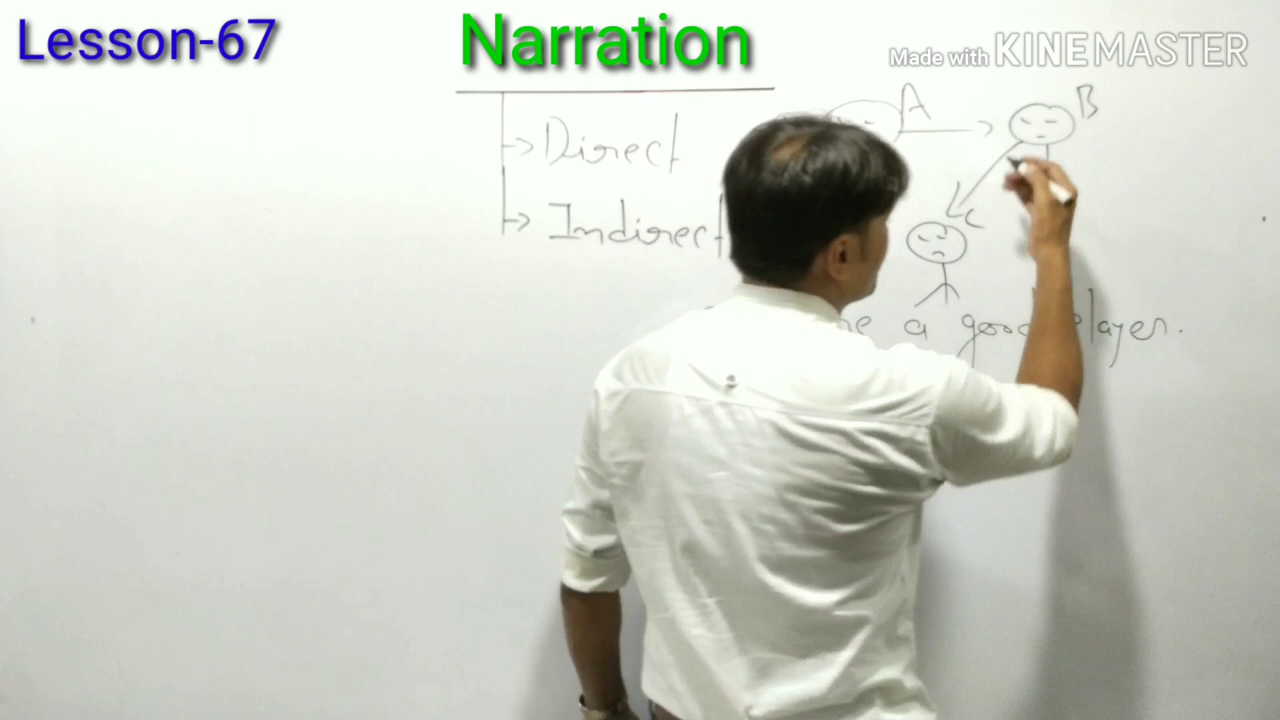 Lesson-67
Narration
Made with KINEMASTER
A
B
Direct
C
Indirect
a good player.